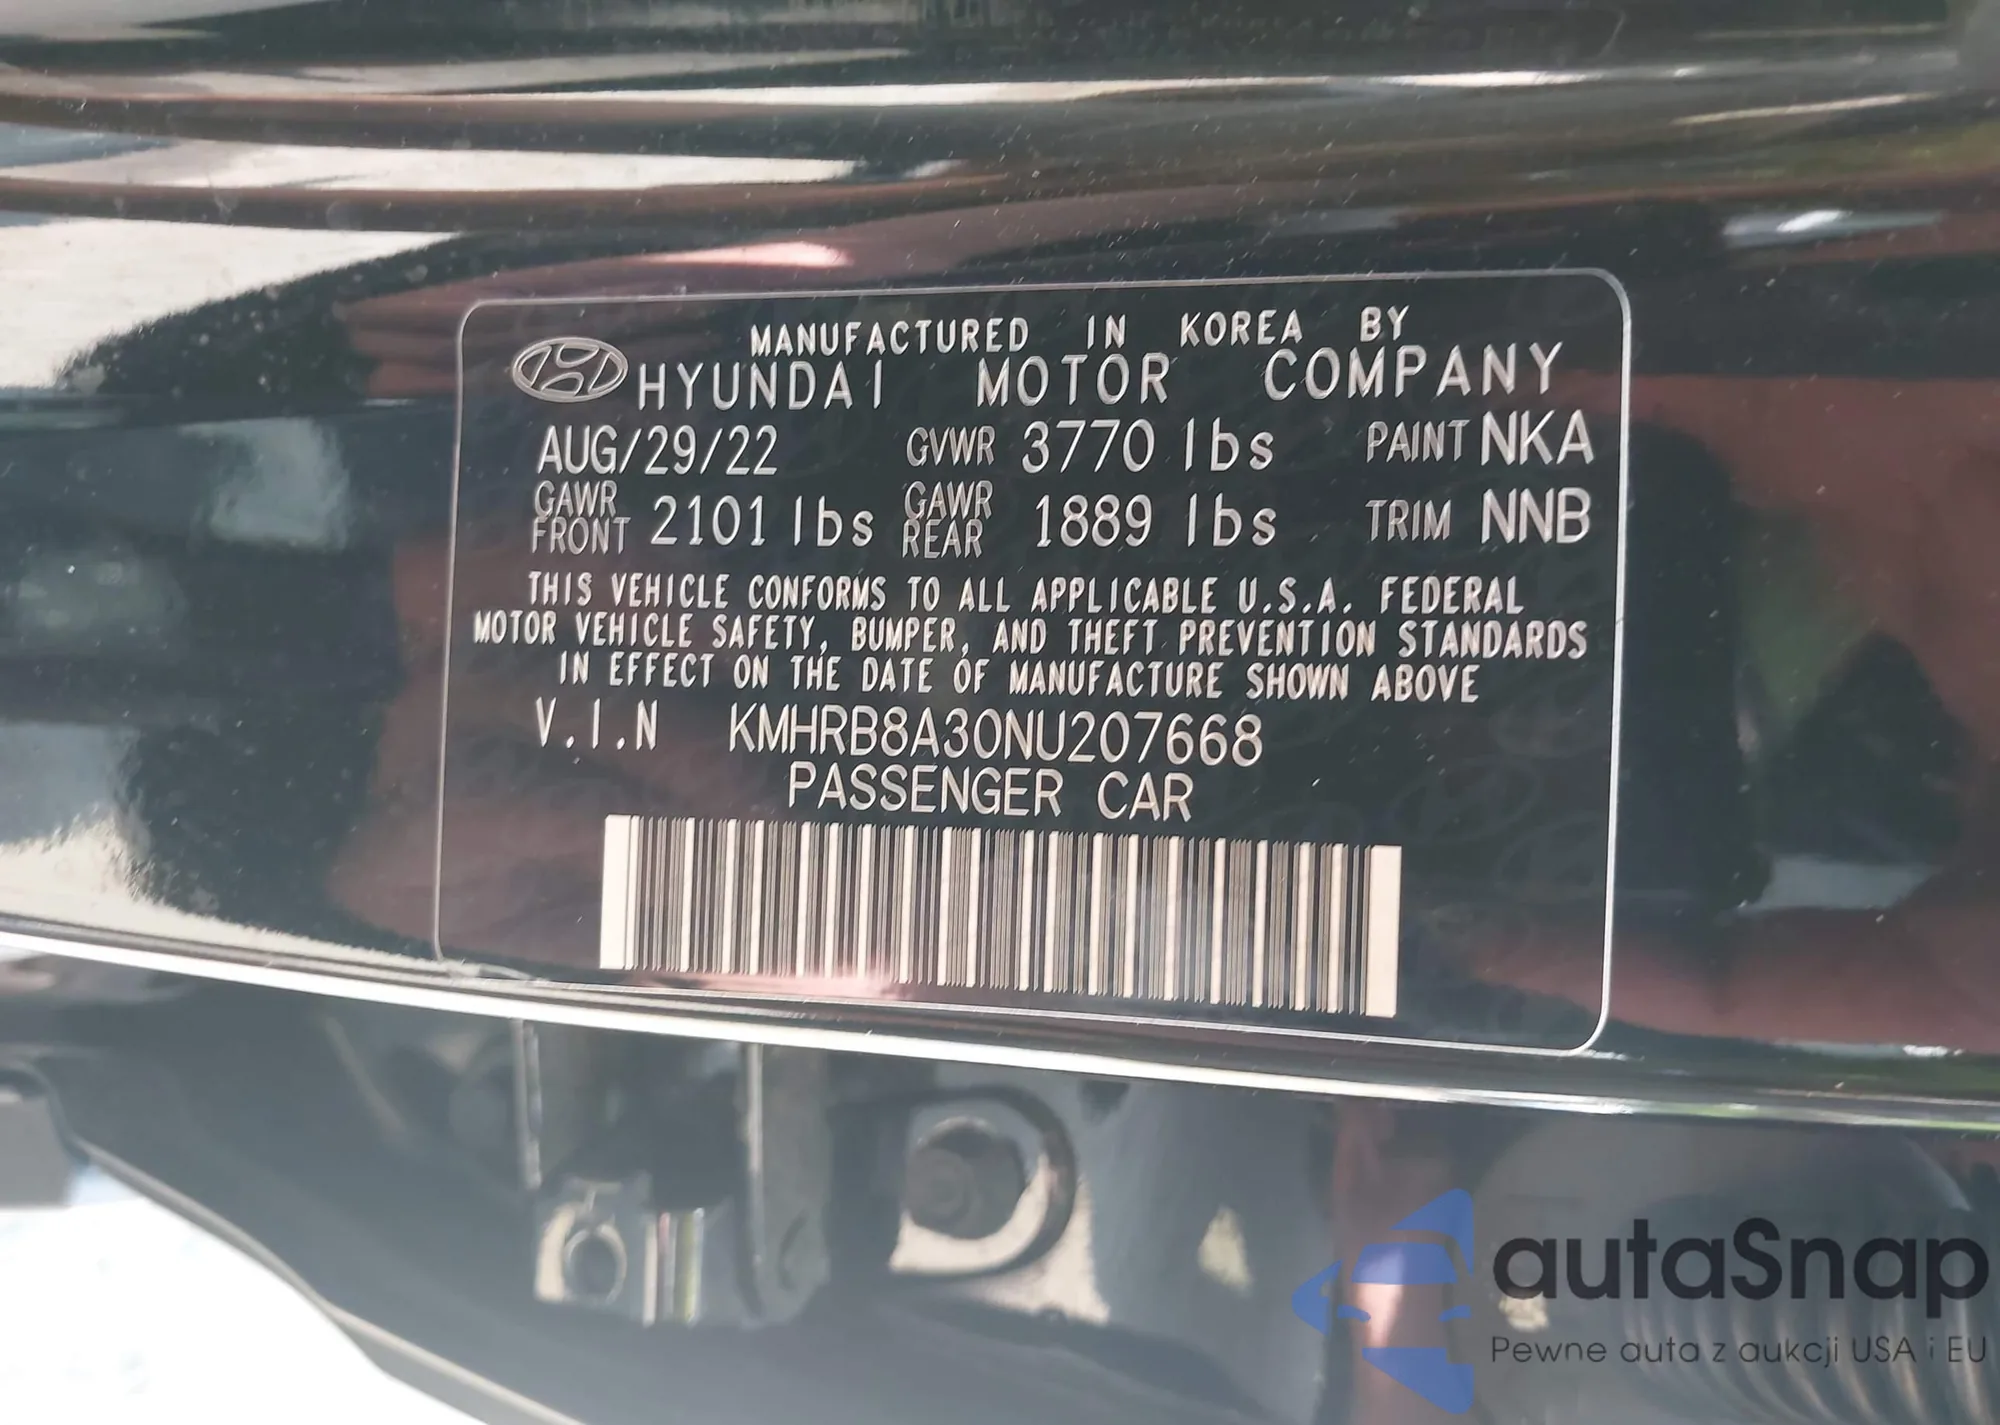 MANUFACTURED IN KOREA BY
HYUNDAI MOTOR COMPANY
AUG/29/22 GVWR 3770 lbs PAINT NKA
GAWR FRONT 2101 lbs GAWR REAR 1889 lbs TRIM NNB
THIS VEHICLE CONFORMS TO ALL APPLICABLE U.S.A. FEDERAL
MOTOR VEHICLE SAFETY, BUMPER, AND THEFT PREVENTION STANDARDS
IN EFFECT ON THE DATE OF MANUFACTURE SHOWN ABOVE
V.I.N KMHRB8A30NU207668
PASSENGER CAR
autaSnap
Pewne auta z aukcji USA i EU